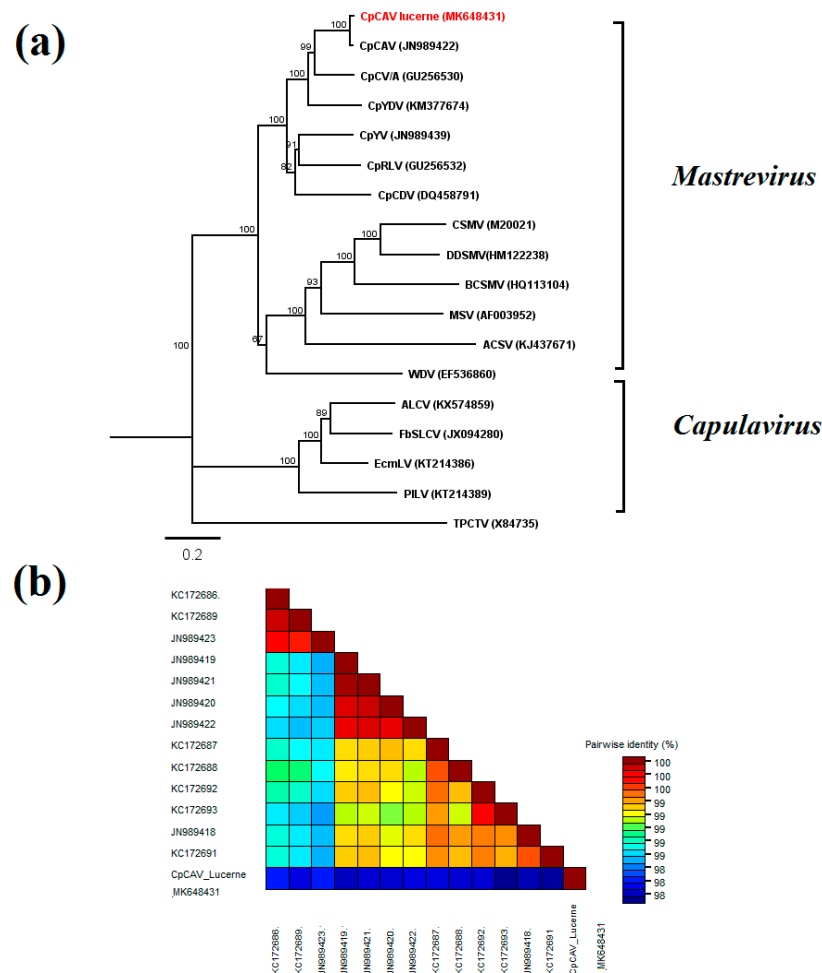 (a)
CpCAV lucerne (MK648431)
100
CpCAV (JN989422)
99
CpCV/A (GU256530)
100
CpYDV (KM377674)
100
CpYV (JN989439)
91
CpRLV (GU256532)
82
CpCDV (DQ458791)
Mastrevirus
CSMV (M20021)
100
100
DDSMV(HM122238)
100
BCSMV (HQ113104)
93
MSV (AF003952)
100
ACSV (KJ437671)
67
WDV (EF536860)
100
ALCV (KX574859)
89
FbSLCV (JX094280)
100
Capulavirus
EcmLV (KT214386)
100
PILV (KT214389)
TPCTV (X84735)
0.2
(b)
KC172686.
KC172689
JN989423
JN989419
JN989421
JN989420
JN989422
KC172687
KC172688
KC172692
KC172693
JN989418
KC172691
CpCAV_Lucerne
_MK648431
Pairwise identity (%)
100
100
100
99
99
99
99
99
98
98
98
KC172686.
KC172689.
JN989423.
JN989419.
JN989421.
JN989420.
JN989422.
KC172687.
KC172688.
KC172692.
KC172693.
JN989418.
KC172691
CpCAV_Lucerne
_MK648431